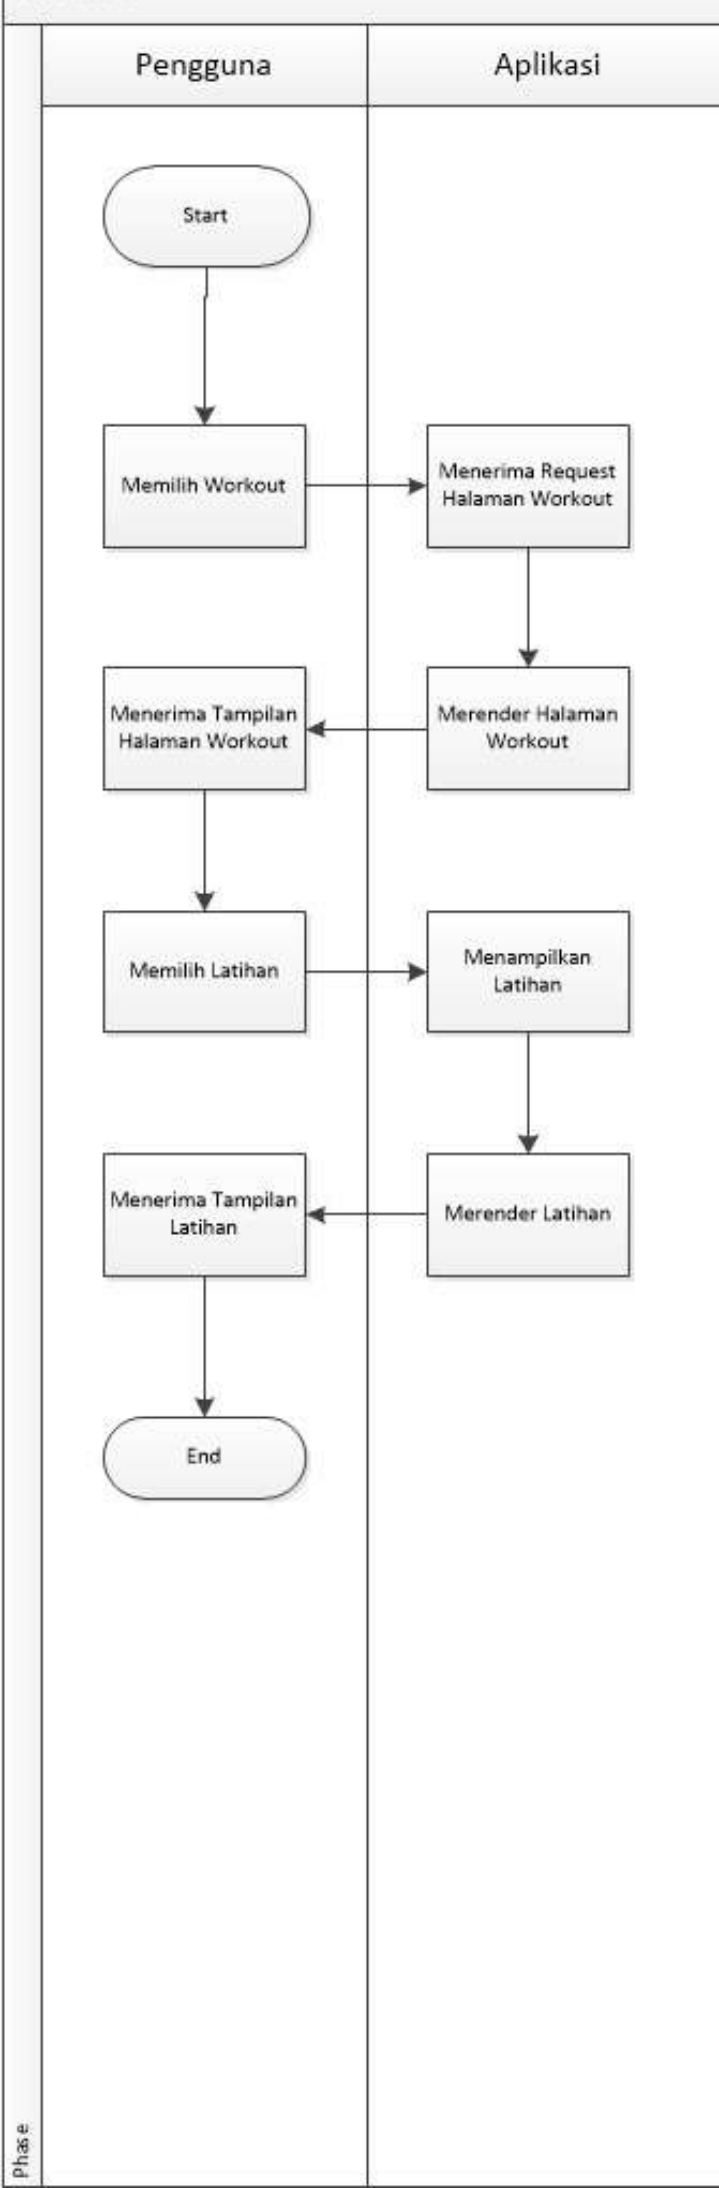 Pengguna
Aplikasi
Start
Memilih Workout
Menerima Request
Halaman Workout
Menerima Tampilan
Halaman Workout
Merender Halaman
Workout
Memilih Latihan
Menampilkan
Latihan
Menerima Tampilan
Latihan
Merender Latihan
End
Phase